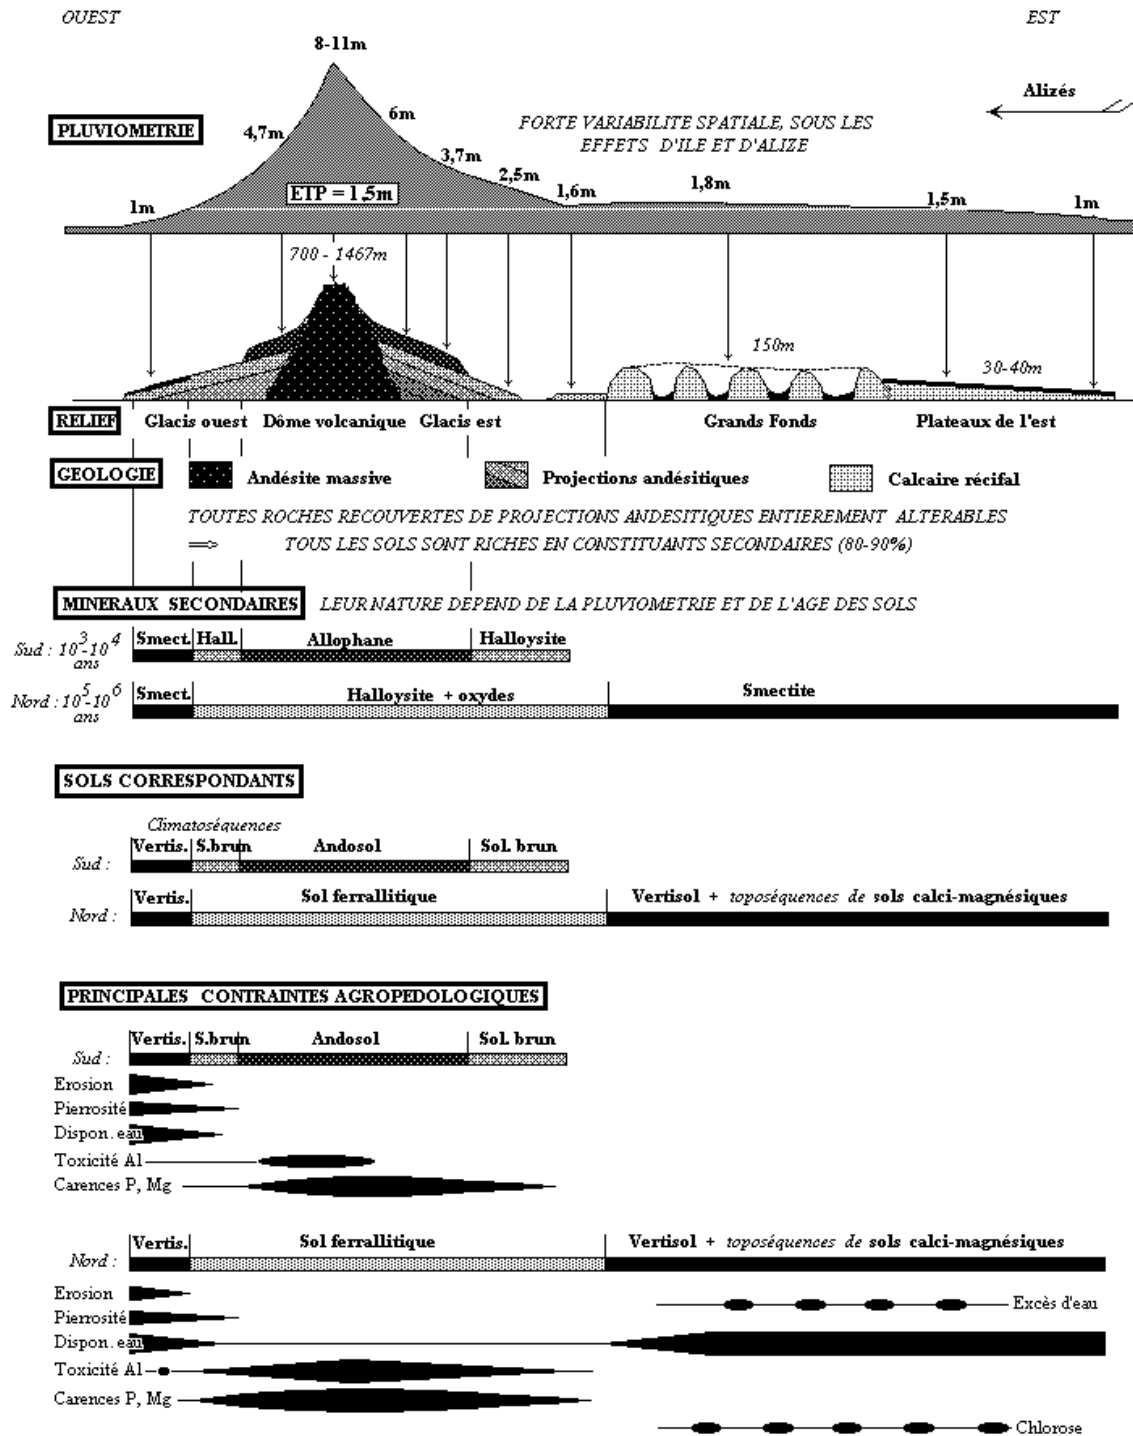 OUEST
EST
8-11m
Alizés
6m
PLUVIOMETRIE
4,7m
FORTE VARIABILITE SPATIALE, SOUS LES
EFFETS D'ILE ET D'ALIZE
3,7m
2,5m
ETP = 1,5m
1,6m
1,8m
1,5m
1m
1m
700 - 1467m
150m
30-40m
RELIEF
Glacis ouest
Dôme volcanique
Glacis est
Grands Fonds
Plateaux de l'est
GEOLOGIE
Andésite massive
Projections andésitiques
Calcaire récifal
TOUTES ROCHES RECOUVERTES DE PROJECTIONS ANDESITIQUES ENTIEREMENT ALTERABLES
TOUS LES SOLS SONT RICHES EN CONSTITUANTS SECONDAIRES (80-90%)
MINERAUX SECONDAIRES
LEUR NATURE DEPEND DE LA PLUVIOMETRIE ET DE L'AGE DES SOLS
Sud : 10³-10⁴ ans
Smect.
Hall.
Allophane
Halloysite
Nord : 10⁵-10⁶ ans
Smect.
Halloysite + oxydes
Smectite
SOLS CORRESPONDANTS
Climatoséquences
Sud :
Vertis.
S.brun
Andosol
Sol. brun
Nord :
Vertis.
Sol ferrallitique
Vertisol + toposéquences de sols calci-magnésiques
PRINCIPALES CONTRAINTES AGROPEDOLOGIQUES
Sud :
Vertis.
S.brun
Andosol
Sol. brun
Erosion
Pierrosité
Dispon. eau
Toxicité Al
Carences P, Mg
Nord :
Vertis.
Sol ferrallitique
Vertisol + toposéquences de sols calci-magnésiques
Erosion
Excès d'eau
Pierrosité
Dispon. eau
Toxicité Al
Carences P, Mg
Chlorose